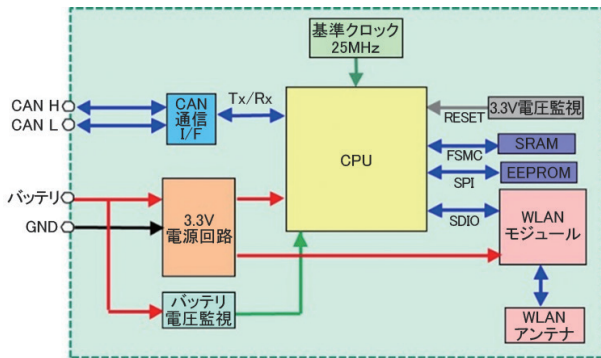 基準クロック
25MHz
CAN H
CAN L
CAN
通信
I/F
Tx/Rx
CPU
RESET
3.3V電圧監視
FSMC
SRAM
SPI
EEPROM
SDIO
WLAN
モジュール
バッテリ
GND
3.3V
電源回路
バッテリ
電圧監視
WLAN
アンテナ